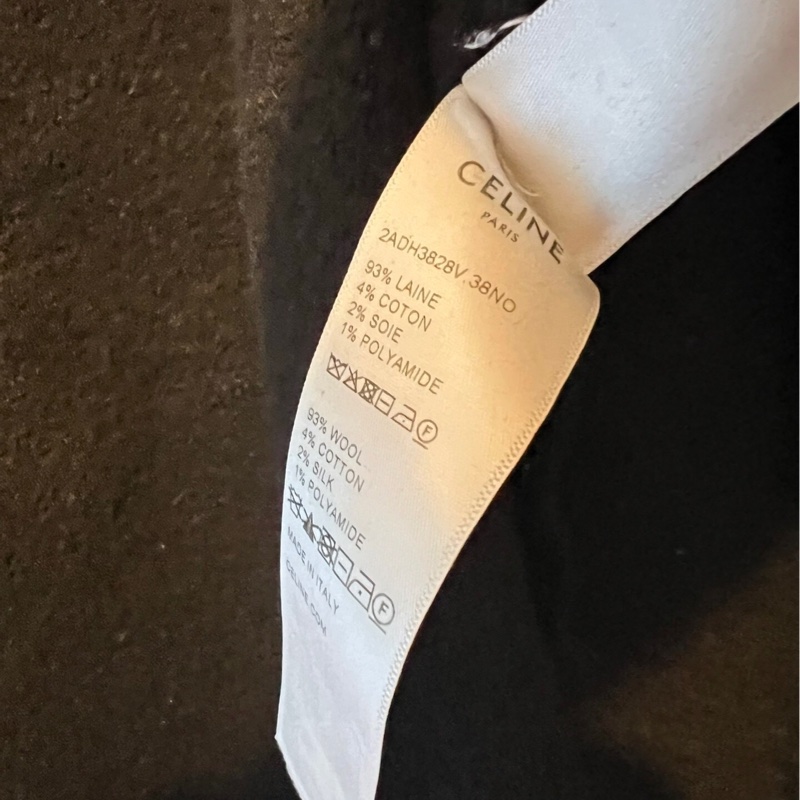 CELINE
PARIS
2ADH3828V.38NO
93% LAINE
4% COTON
2% SOIE
1% POLYAMIDE
F
93% WOOL
4% COTTON
2% SILK
1% POLYAMIDE
F
MADE IN ITALY
CELINE.COM